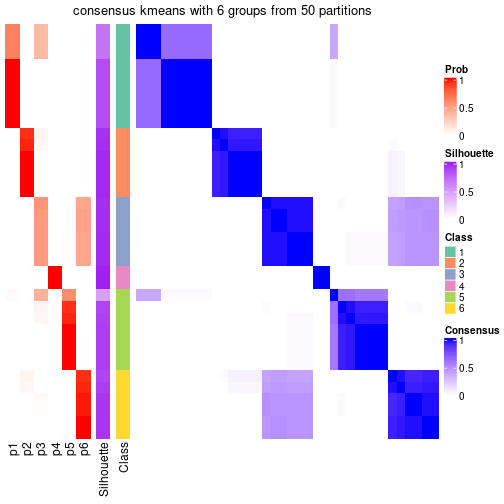 consensus kmeans with 6 groups from 50 partitions
Prob
1
0.5
0
Silhouette
1
0.5
0
Class
1
2
3
4
5
6
Consensus
1
0.5
0
p1
p2
p3
p4
p5
p6
Silhouette
Class